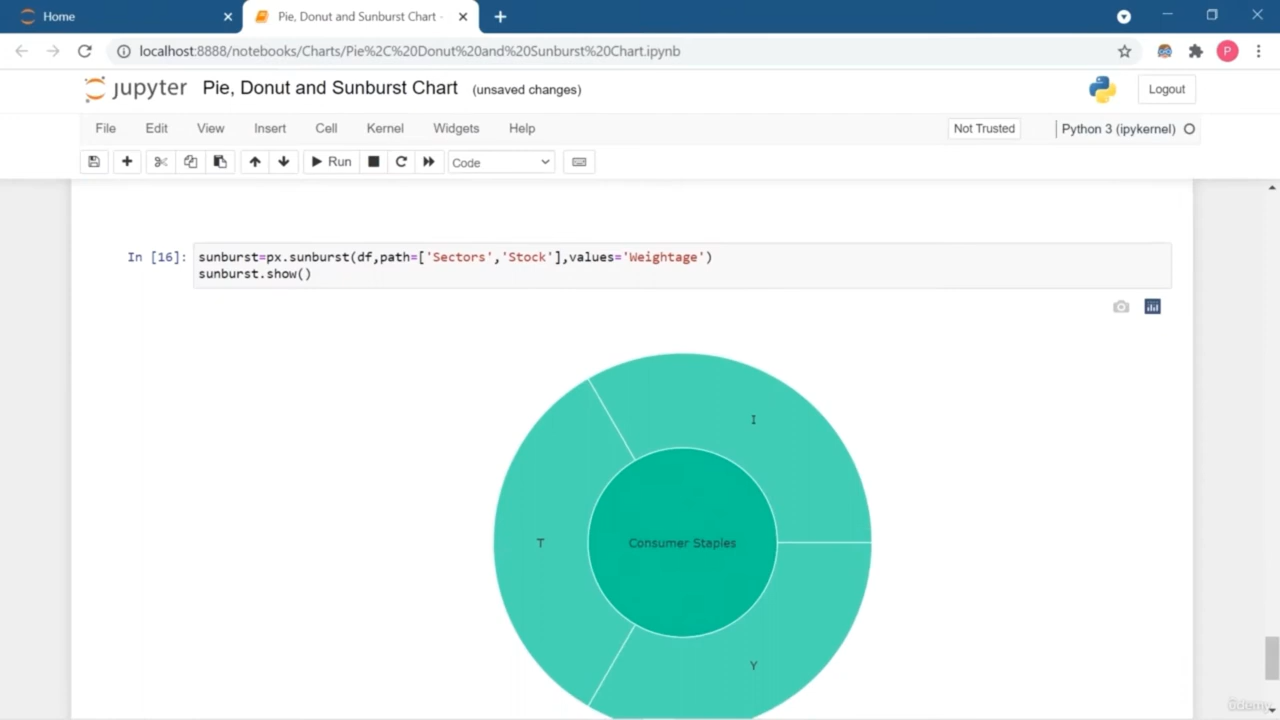 Home
Pie, Donut and Sunburst Chart -
localhost:8888/notebooks/Charts/Pie%2C%20Donut%20and%20Sunburst%20Chart.ipynb
P
jupyter Pie, Donut and Sunburst Chart (unsaved changes)
Logout
File Edit View Insert Cell Kernel Widgets Help
Not Trusted
Python 3 (ipykernel)
Run
Code
In [16]: sunburst=px.sunburst(df,path=['Sectors','Stock'],values='Weightage')
sunburst.show()
I
T
Consumer Staples
Y
ûdemy